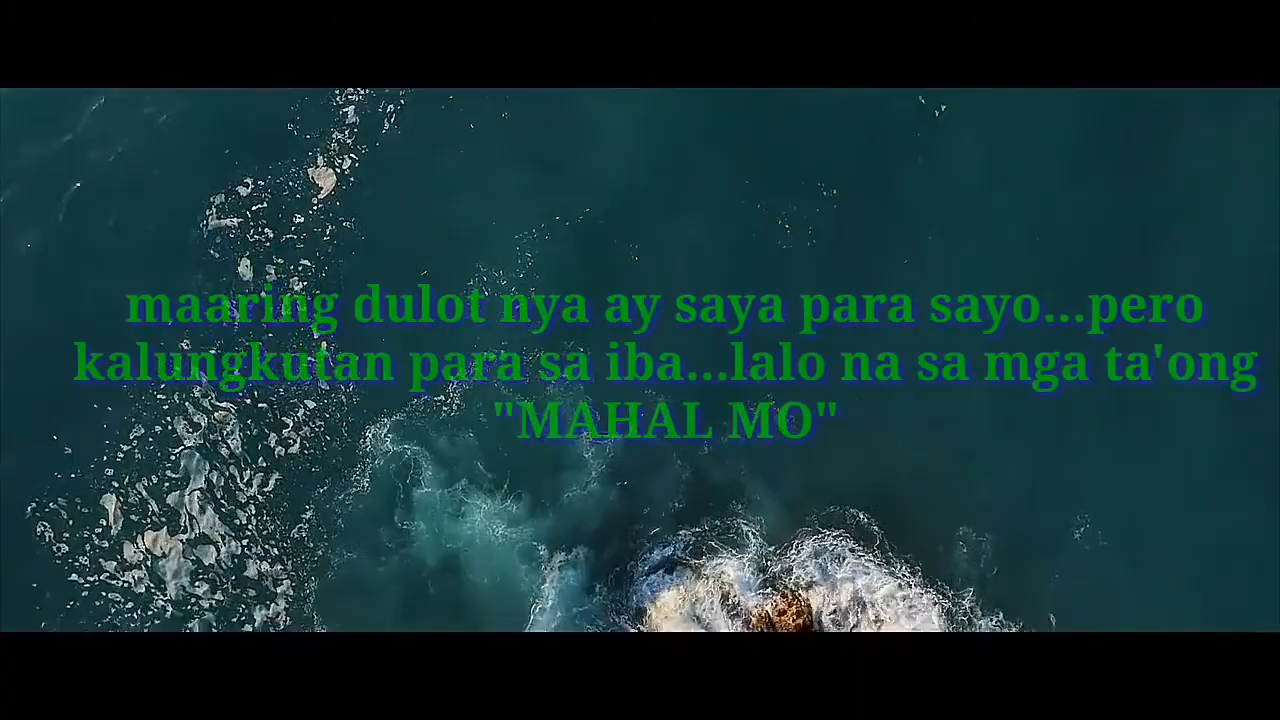 maaring dulot nya ay saya para sayo...pero
kalungkutan para sa iba...lalo na sa mga ta'ong
"MAHAL MO"